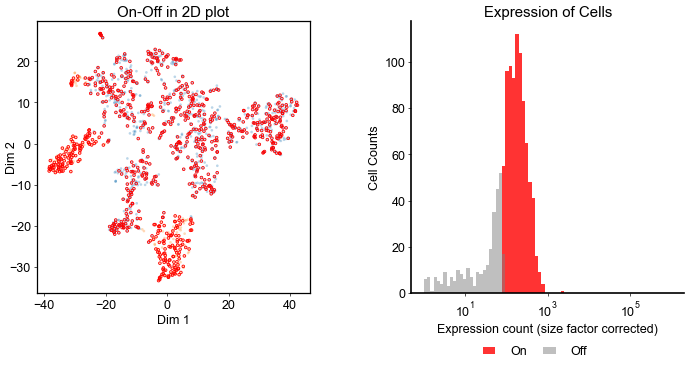 On-Off in 2D plot
Dim 2
20
10
0
−10
−20
−30
−40
−20
0
20
40
Dim 1
Expression of Cells
Cell Counts
100
80
60
40
20
0
10^1
10^3
10^5
Expression count (size factor corrected)
On
Off